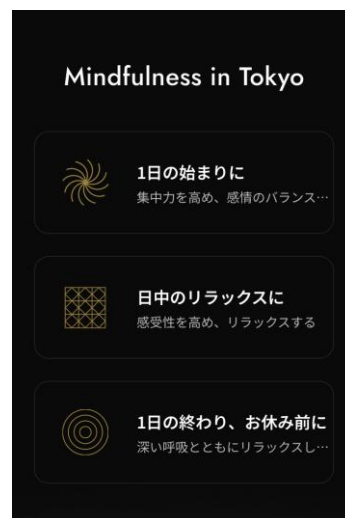 Mindfulness in Tokyo
1日の始まりに
集中力を高め、感情のバランス…
日中のリラックスに
感受性を高め、リラックスする
1日の終わり、お休み前に
深い呼吸とともにリラックスし…